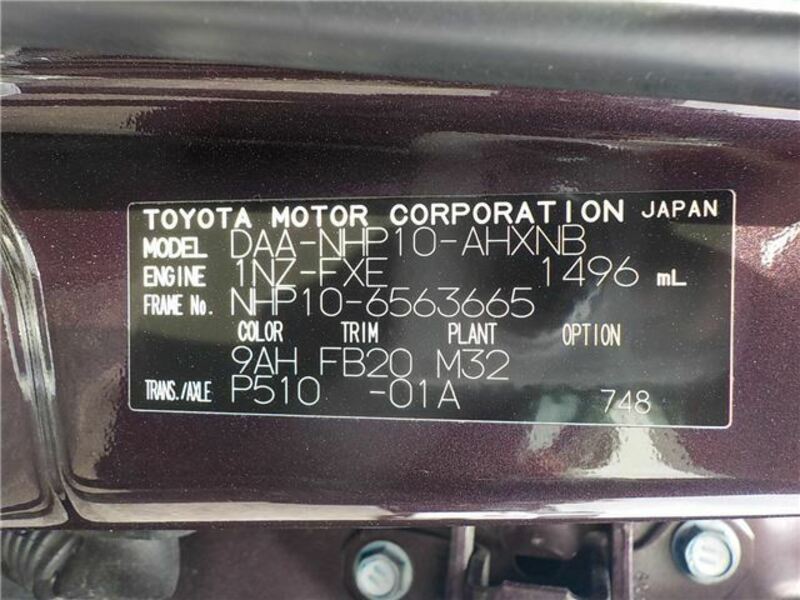 TOYOTA MOTOR CORPORATION JAPAN
MODEL DAA-NHP10-AHXNB
ENGINE 1NZ-FXE 1496 mL
FRAME No. NHP10-6563665
COLOR TRIM PLANT OPTION
9AH FB20 M32
TRANS./AXLE P510 -01A 748